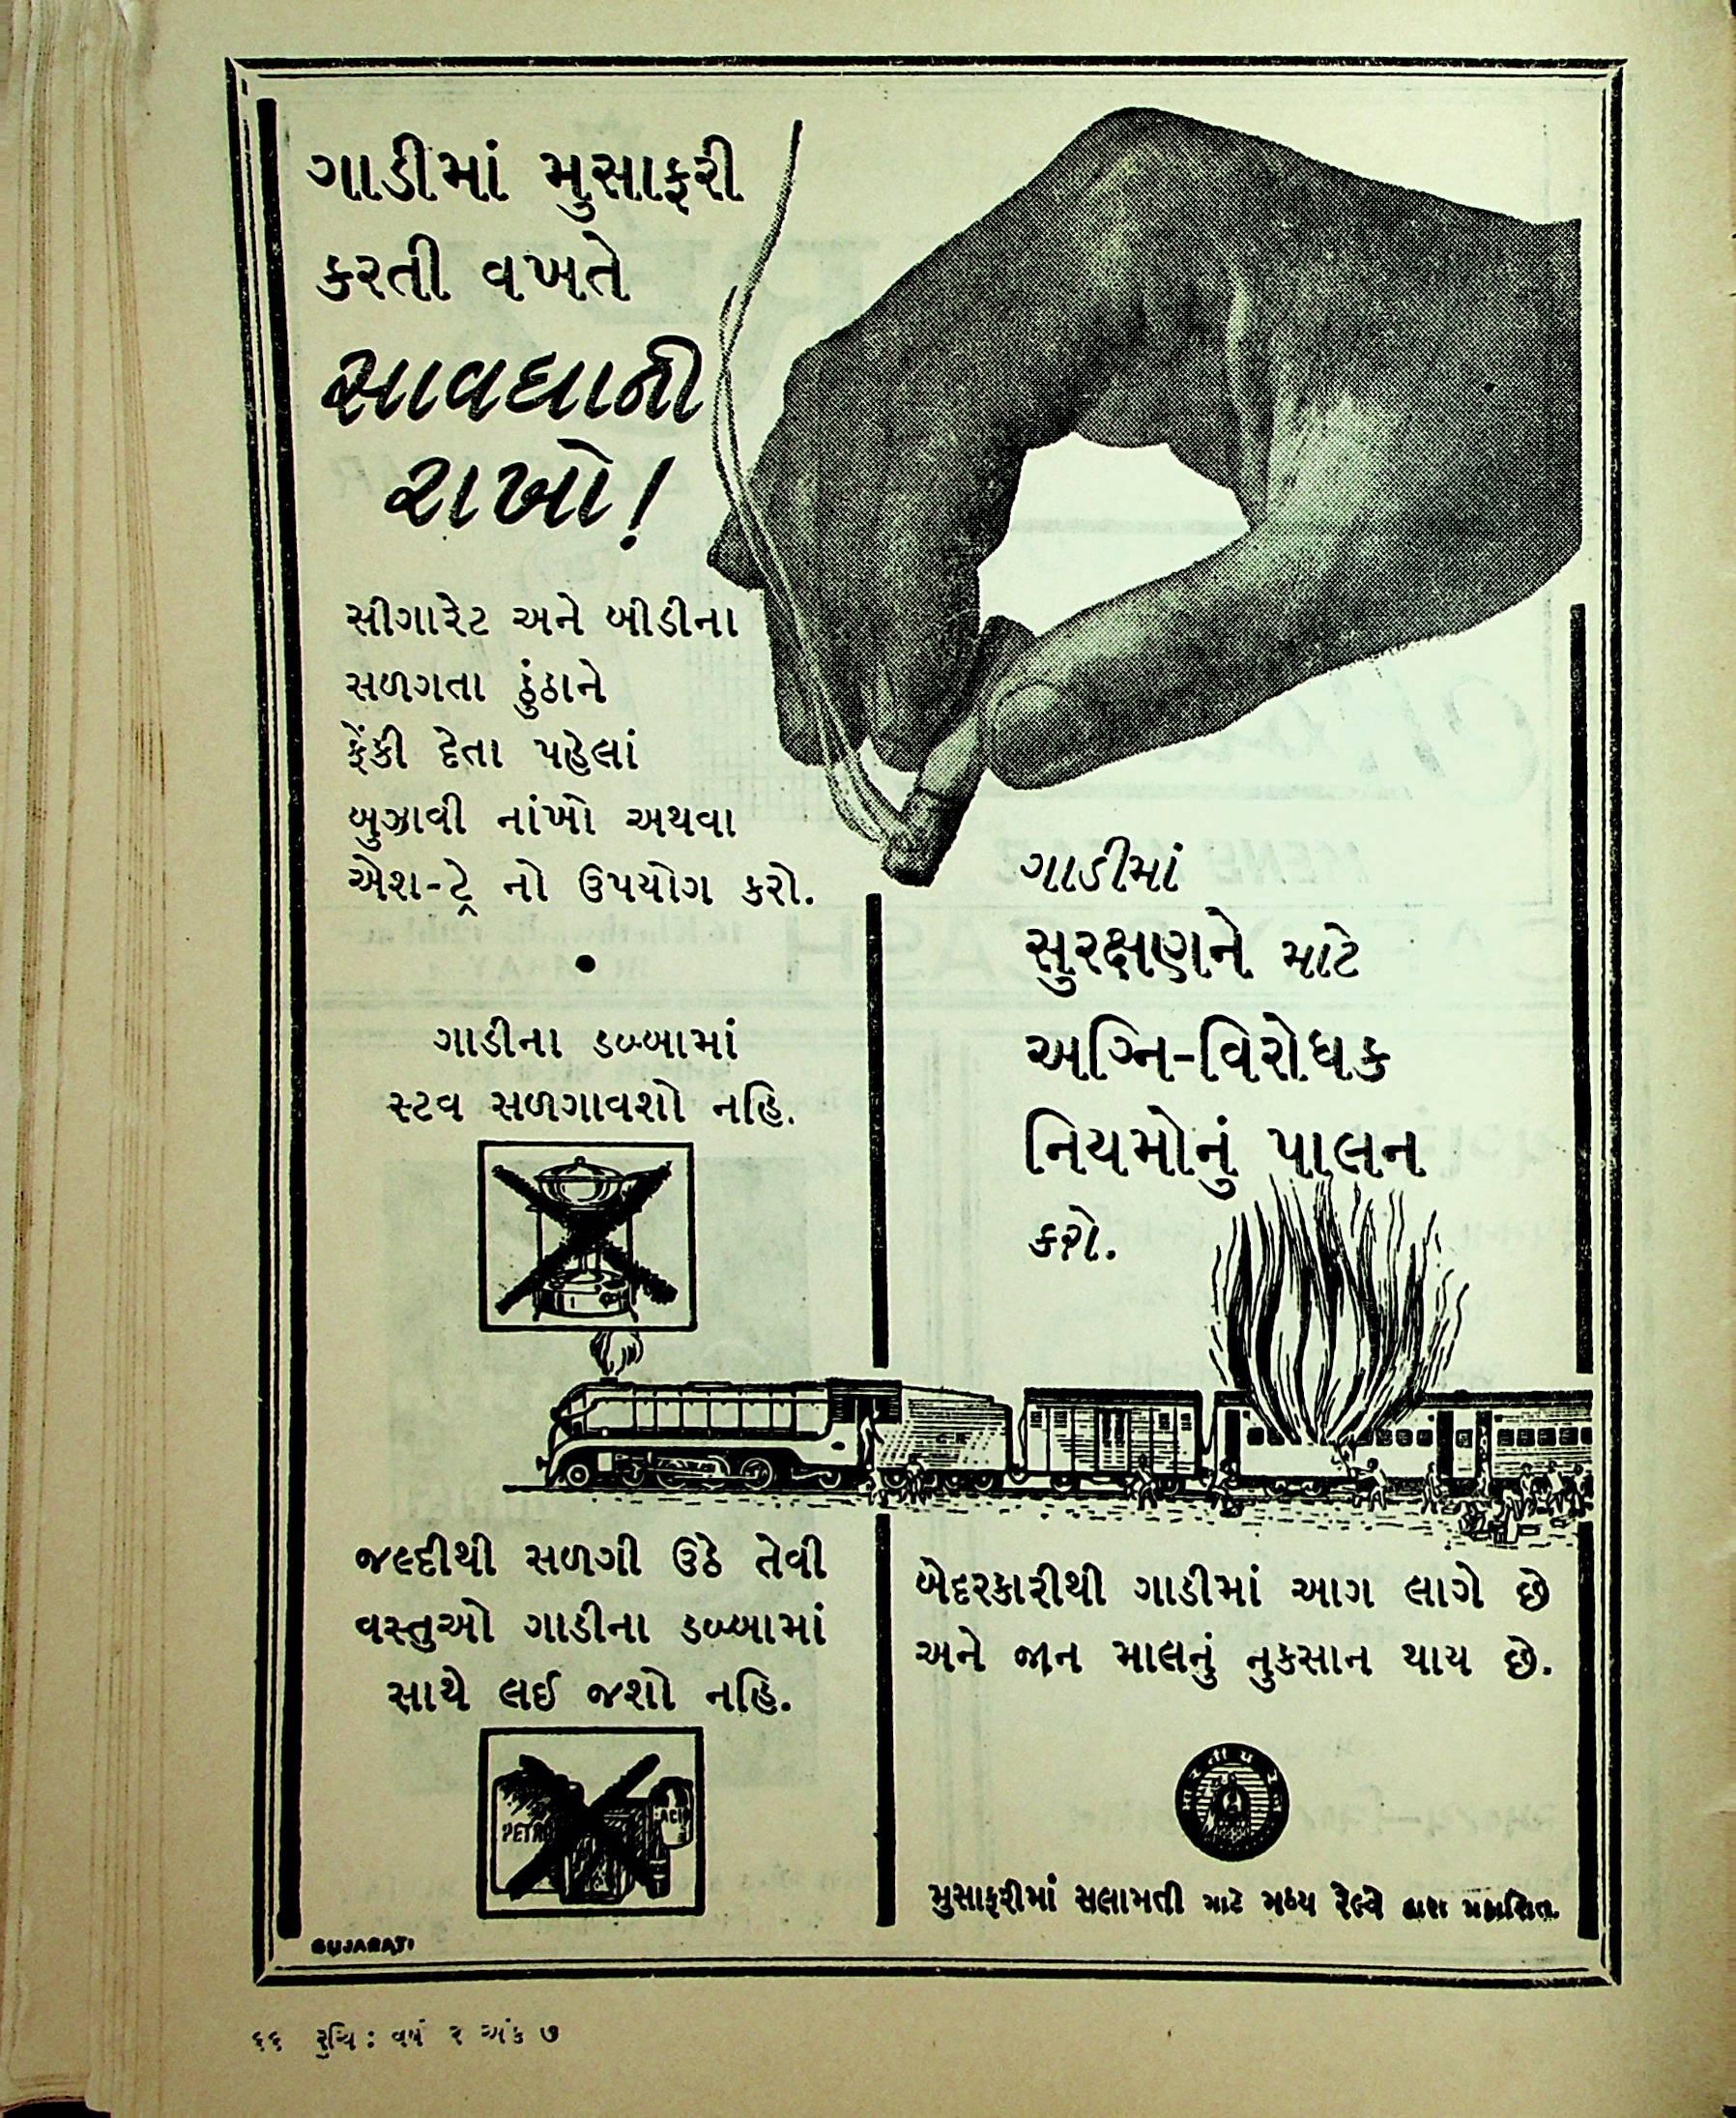 ગાડીમાં મુસાફરી
કરતી વખતે
સાવધાની
રાખો!
સીગારેટ અને બીડીના
સળગતા ઠુંઠાને
ફેંકી દેતા પહેલાં
બુઝાવી નાંખો અથવા
એશ-ટ્રે નો ઉપયોગ કરો.
ગાડીના ડબ્બામાં
સ્ટવ સળગાવશો નહિ.
જલ્દીથી સળગી ઉઠે તેવી
વસ્તુઓ ગાડીના ડબ્બામાં
સાથે લઈ જશો નહિ.
ACID
ગાડીમાં
સુરક્ષણને માટે
અગ્નિ-વિરોધક
નિયમોનું પાલન
કરો.
બેદરકારીથી ગાડીમાં આગ લાગે છે
અને જાન માલનું નુકસાન થાય છે.
મુસાફરીમાં સલામતી માટે મધ્ય રેલ્વે દ્વારા પ્રકાશિત.
GUJARATI
૬૬ રુચિ : વર્ષ ૨ અંક ૭